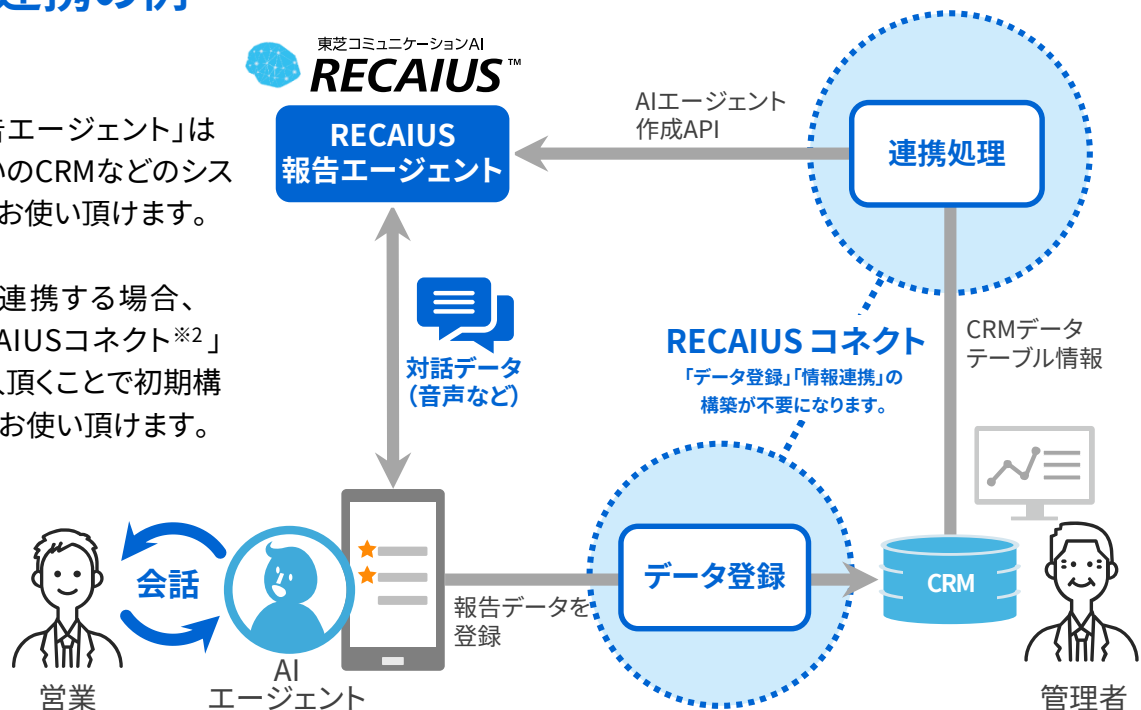 連携の例
東芝コミュニケーションAI
RECAIUS™
告エージェント」は
いのCRMなどのシス
お使い頂けます。
連携する場合、
AIUSコネクト※2」
入頂くことで初期構
お使い頂けます。
RECAIUS
報告エージェント
AIエージェント
作成API
連携処理
対話データ
(音声など)
RECAIUS コネクト
「データ登録」「情報連携」の
構築が不要になります。
CRMデータ
テーブル情報
会話
データ登録
CRM
報告データを
登録
営業
AI
エージェント
管理者